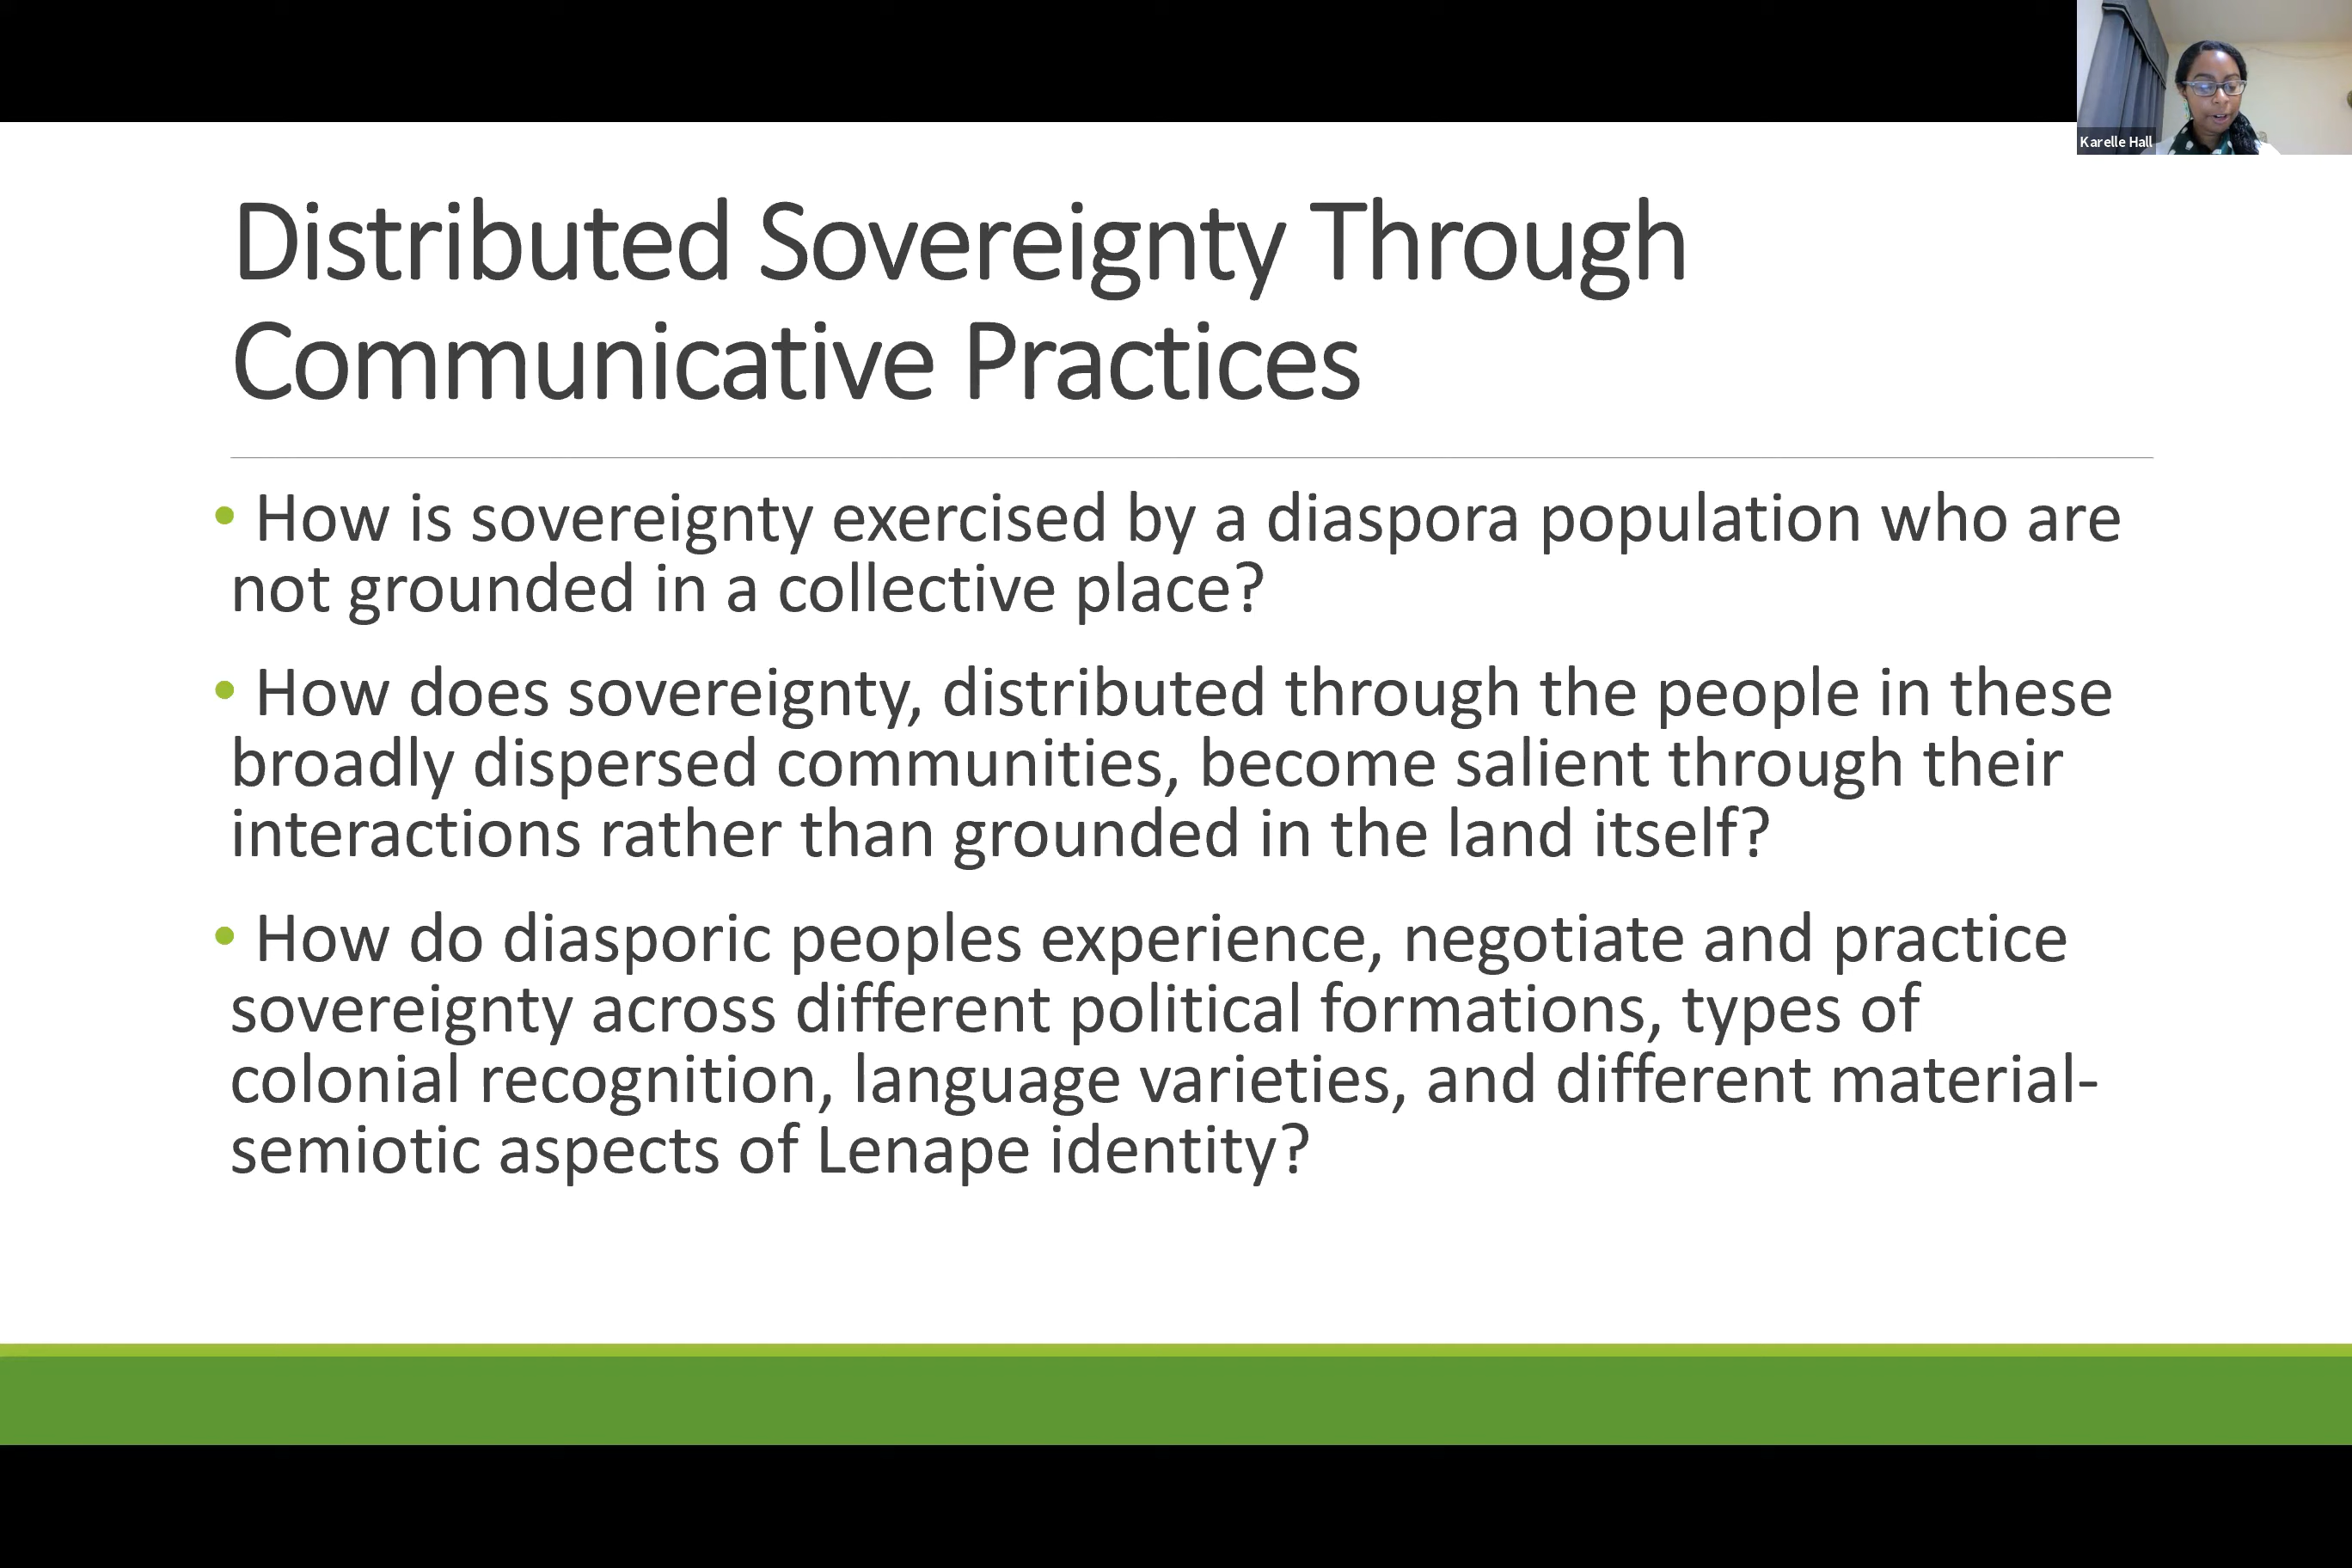 Karelle Hall
Distributed Sovereignty Through
Communicative Practices
• How is sovereignty exercised by a diaspora population who are
not grounded in a collective place?
• How does sovereignty, distributed through the people in these
broadly dispersed communities, become salient through their
interactions rather than grounded in the land itself?
• How do diasporic peoples experience, negotiate and practice
sovereignty across different political formations, types of
colonial recognition, language varieties, and different material-
semiotic aspects of Lenape identity?